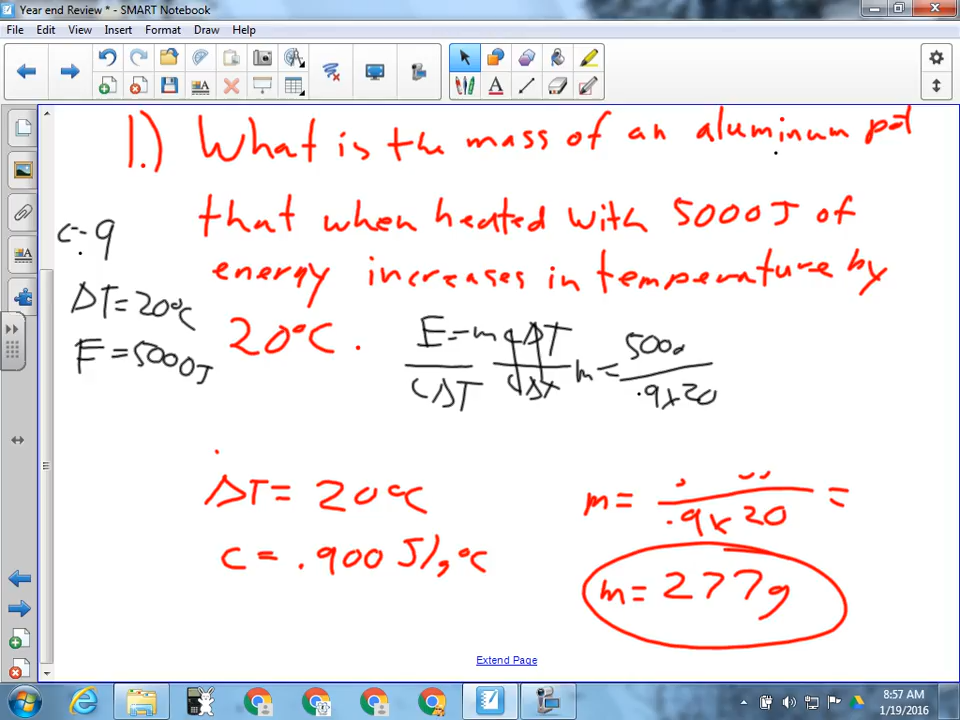 Year end Review * - SMART Notebook
File Edit View Insert Format Draw Help
1.) What is the mass of an aluminum pot
that when heated with 5000J of
energy increases in temperature by
20°C.
c=.9
ΔT=20°C
E=5000J
E=mcΔT
CΔT cΔT
m=5000
.9x20
ΔT= 20°C
c= .900 J/g°C
m=
.9x20 =
m=277g
Extend Page
8:57 AM
1/19/2016